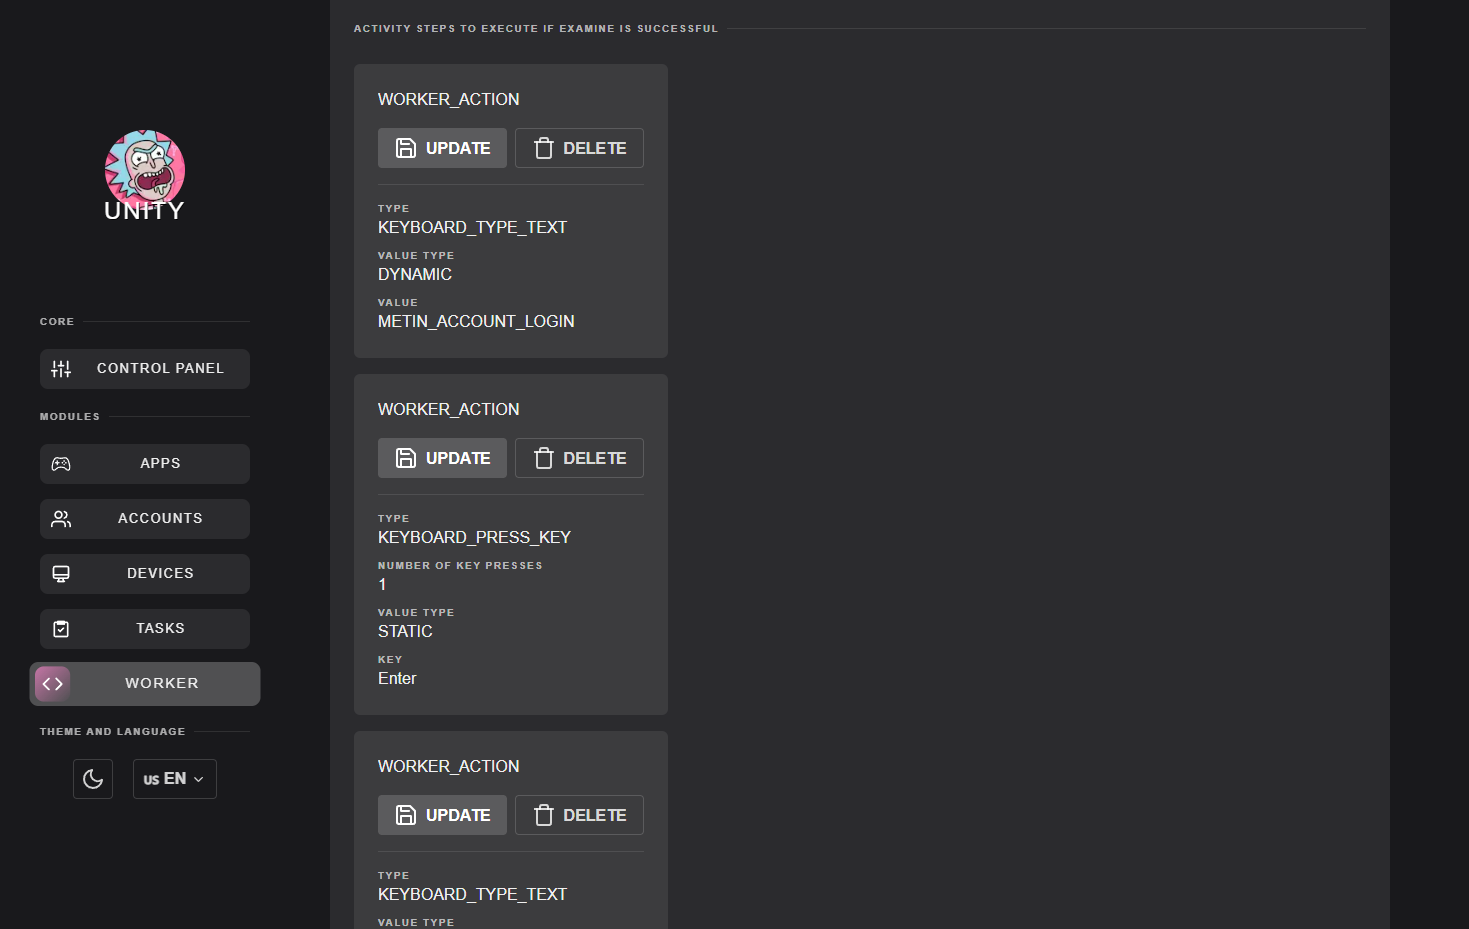 UNITY
CORE
CONTROL PANEL
MODULES
APPS
ACCOUNTS
DEVICES
TASKS
WORKER
THEME AND LANGUAGE
us EN
ACTIVITY STEPS TO EXECUTE IF EXAMINE IS SUCCESSFUL
WORKER_ACTION
UPDATE DELETE
TYPE
KEYBOARD_TYPE_TEXT
VALUE TYPE
DYNAMIC
VALUE
METIN_ACCOUNT_LOGIN
WORKER_ACTION
UPDATE DELETE
TYPE
KEYBOARD_PRESS_KEY
NUMBER OF KEY PRESSES
1
VALUE TYPE
STATIC
KEY
Enter
WORKER_ACTION
UPDATE DELETE
TYPE
KEYBOARD_TYPE_TEXT
VALUE TYPE